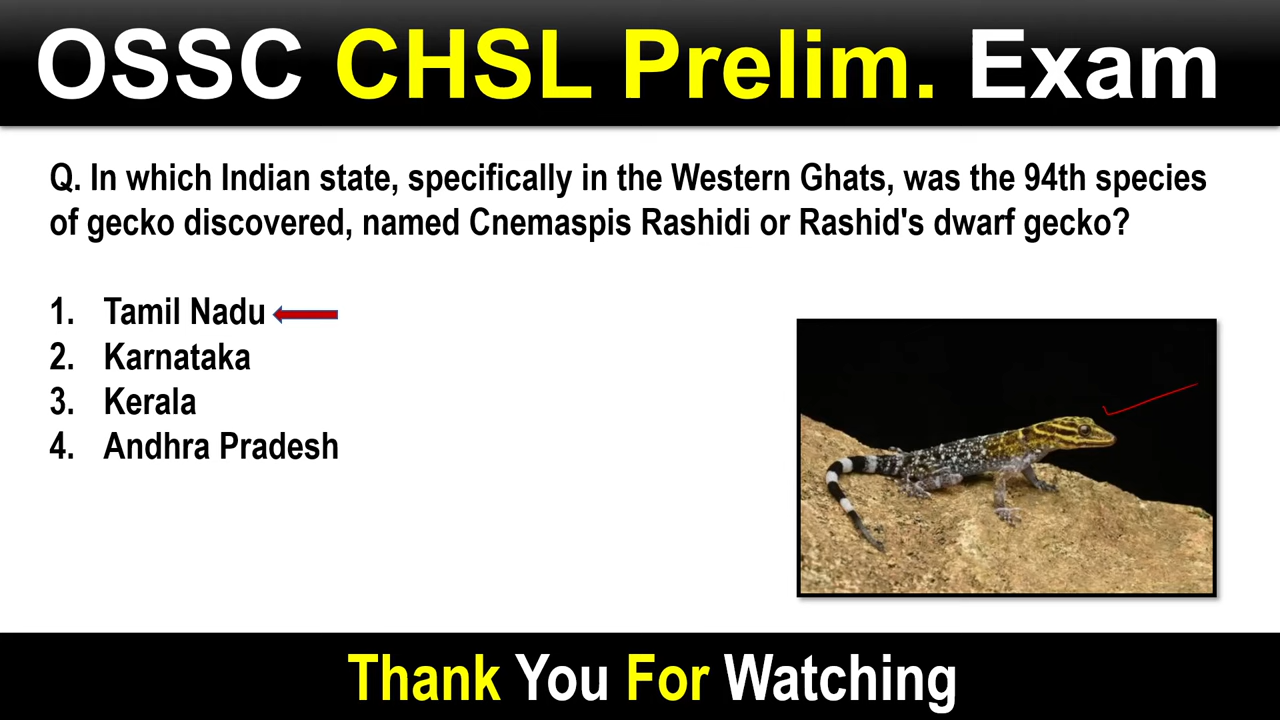 OSSC CHSL Prelim. Exam
Q. In which Indian state, specifically in the Western Ghats, was the 94th species
of gecko discovered, named Cnemaspis Rashidi or Rashid's dwarf gecko?
1. Tamil Nadu
2. Karnataka
3. Kerala
4. Andhra Pradesh
Thank You For Watching